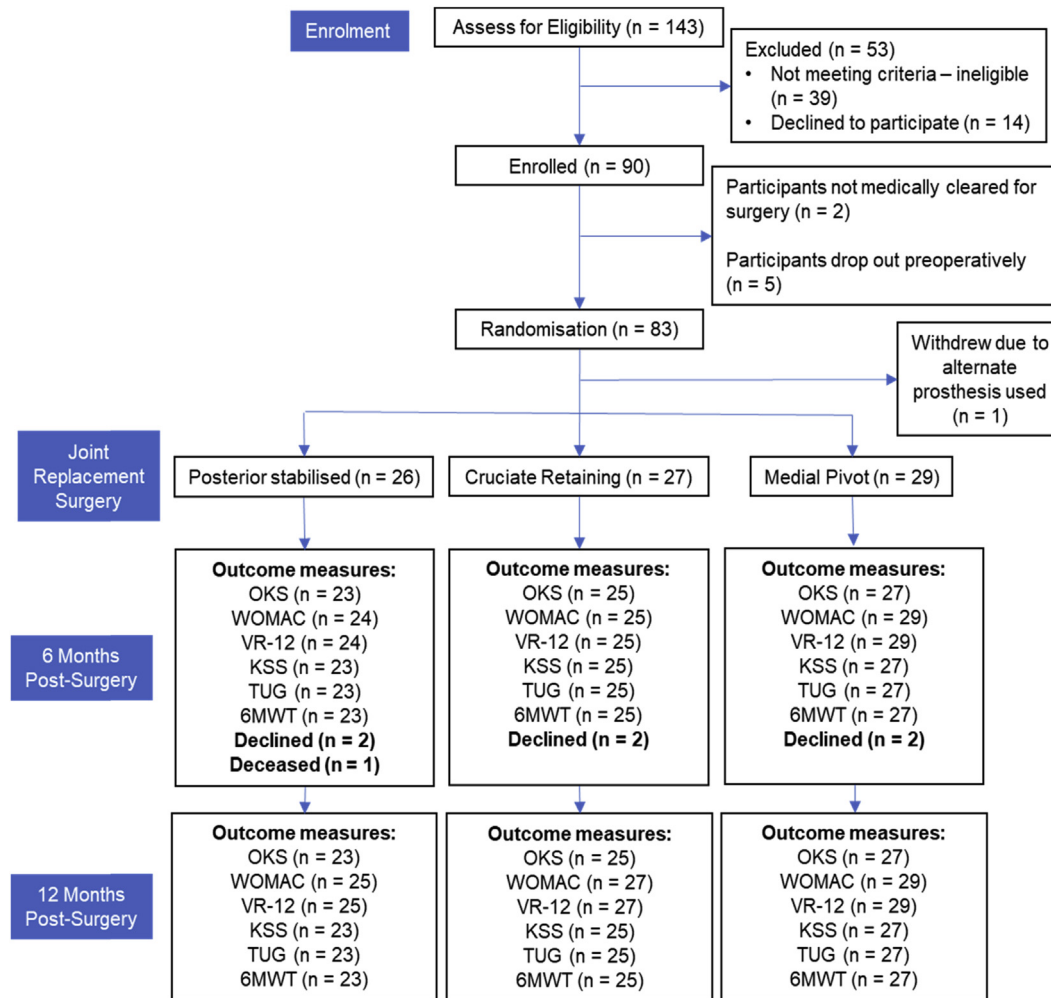 Enrolment
Assess for Eligibility (n = 143)
Excluded (n = 53)
• Not meeting criteria – ineligible
(n = 39)
• Declined to participate (n = 14)
Enrolled (n = 90)
Participants not medically cleared for
surgery (n = 2)
Participants drop out preoperatively
(n = 5)
Randomisation (n = 83)
Withdrew due to
alternate
prosthesis used
(n = 1)
Joint
Replacement
Surgery
Posterior stabilised (n = 26)
Cruciate Retaining (n = 27)
Medial Pivot (n = 29)
6 Months
Post-Surgery
Outcome measures:
OKS (n = 23)
WOMAC (n = 24)
VR-12 (n = 24)
KSS (n = 23)
TUG (n = 23)
6MWT (n = 23)
Declined (n = 2)
Deceased (n = 1)
Outcome measures:
OKS (n = 25)
WOMAC (n = 25)
VR-12 (n = 25)
KSS (n = 25)
TUG (n = 25)
6MWT (n = 25)
Declined (n = 2)
Outcome measures:
OKS (n = 27)
WOMAC (n = 29)
VR-12 (n = 29)
KSS (n = 27)
TUG (n = 27)
6MWT (n = 27)
Declined (n = 2)
12 Months
Post-Surgery
Outcome measures:
OKS (n = 23)
WOMAC (n = 25)
VR-12 (n = 25)
KSS (n = 23)
TUG (n = 23)
6MWT (n = 23)
Outcome measures:
OKS (n = 25)
WOMAC (n = 27)
VR-12 (n = 27)
KSS (n = 25)
TUG (n = 25)
6MWT (n = 25)
Outcome measures:
OKS (n = 27)
WOMAC (n = 29)
VR-12 (n = 29)
KSS (n = 27)
TUG (n = 27)
6MWT (n = 27)